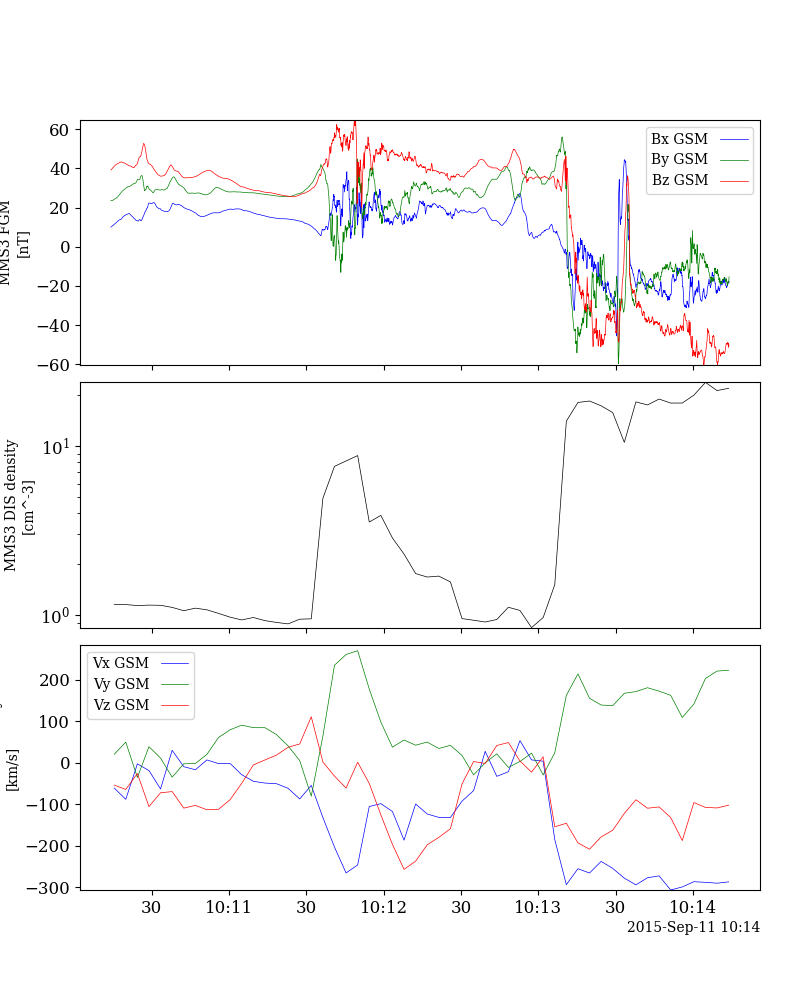 60
40
20
0
−20
−40
−60
MMS3 FGM
[nT]
Bx GSM
By GSM
Bz GSM
10^1
10^0
MMS3 DIS density
[cm^-3]
200
100
0
−100
−200
−300
[km/s]
Vx GSM
Vy GSM
Vz GSM
30 10:11 30 10:12 30 10:13 30 10:14
2015-Sep-11 10:14